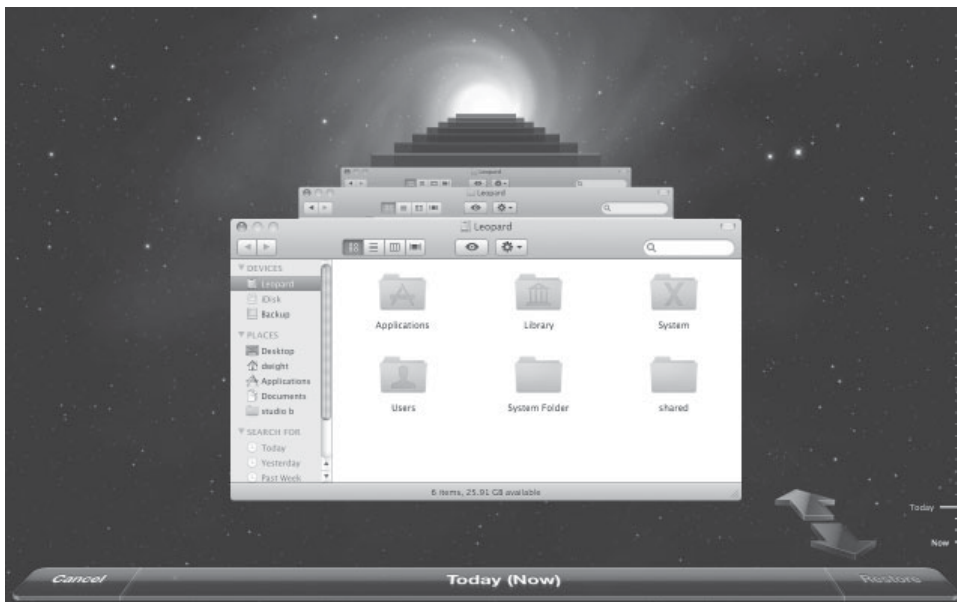 Leopard
Leopard
Leopard
DEVICES
Leopard
iDisk
Backup
PLACES
Desktop
dwight
Applications
Documents
studio b
SEARCH FOR
Today
Yesterday
Past Week
Applications
Library
System
Users
System Folder
shared
6 items, 25.91 GB available
Today
Now
Cancel
Today (Now)
Restore